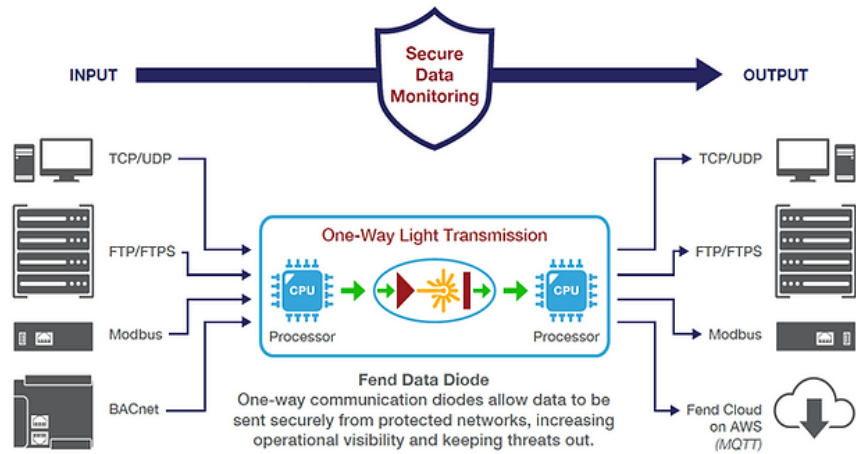 Secure
Data
Monitoring
INPUT
OUTPUT
TCP/UDP
FTP/FTPS
Modbus
BACnet
One-Way Light Transmission
CPU
CPU
Processor
Processor
TCP/UDP
FTP/FTPS
Modbus
Fend Cloud
on AWS
(MQTT)
Fend Data Diode
One-way communication diodes allow data to be
sent securely from protected networks, increasing
operational visibility and keeping threats out.